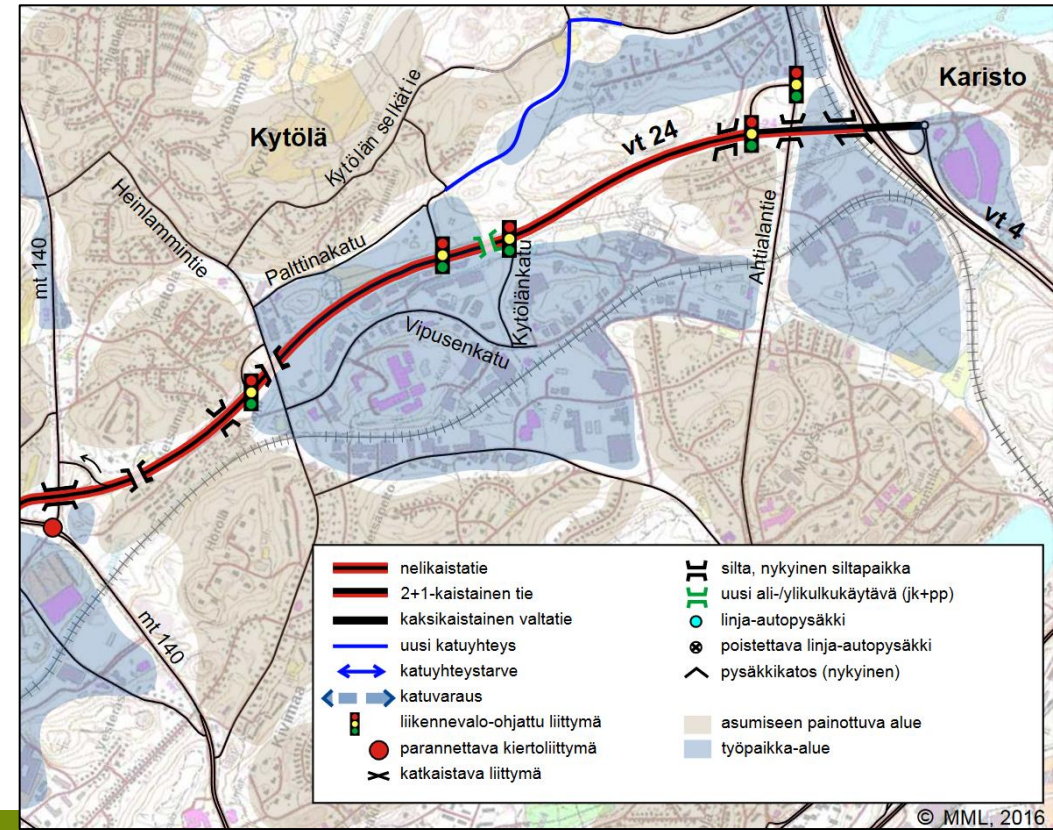 Karisto
Kytölä
Kytölän selkätie
vt 24
Heinlammintie
vt 4
mt 140
Palttinakatu
Ahtialantie
Kytölänkatu
Vipusenkatu
mt 140
nelikaistatie
2+1-kaistainen tie
kaksikaistainen valtatie
uusi katuyhteys
katuyhteystarve
katuvaraus
liikennevalo-ohjattu liittymä
parannettava kiertoliittymä
katkaistava liittymä
silta, nykyinen siltapaikka
uusi ali-/ylikulkukäytävä (jk+pp)
linja-autopysäkki
poistettava linja-autopysäkki
pysäkkikatos (nykyinen)
asumiseen painottuva alue
työpaikka-alue
© MML, 2016